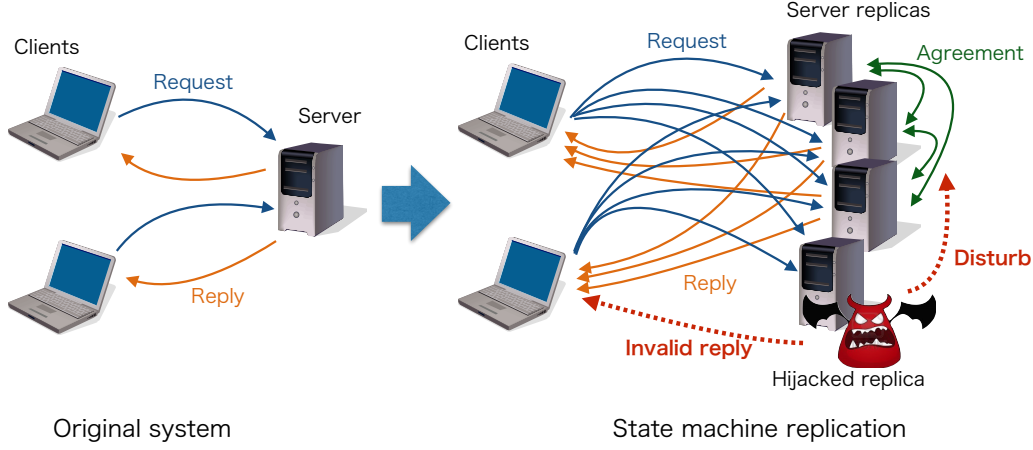 Clients
Request
Server
Reply
Original system
Server replicas
Clients
Request
Agreement
Disturb
Reply
Invalid reply
Hijacked replica
State machine replication